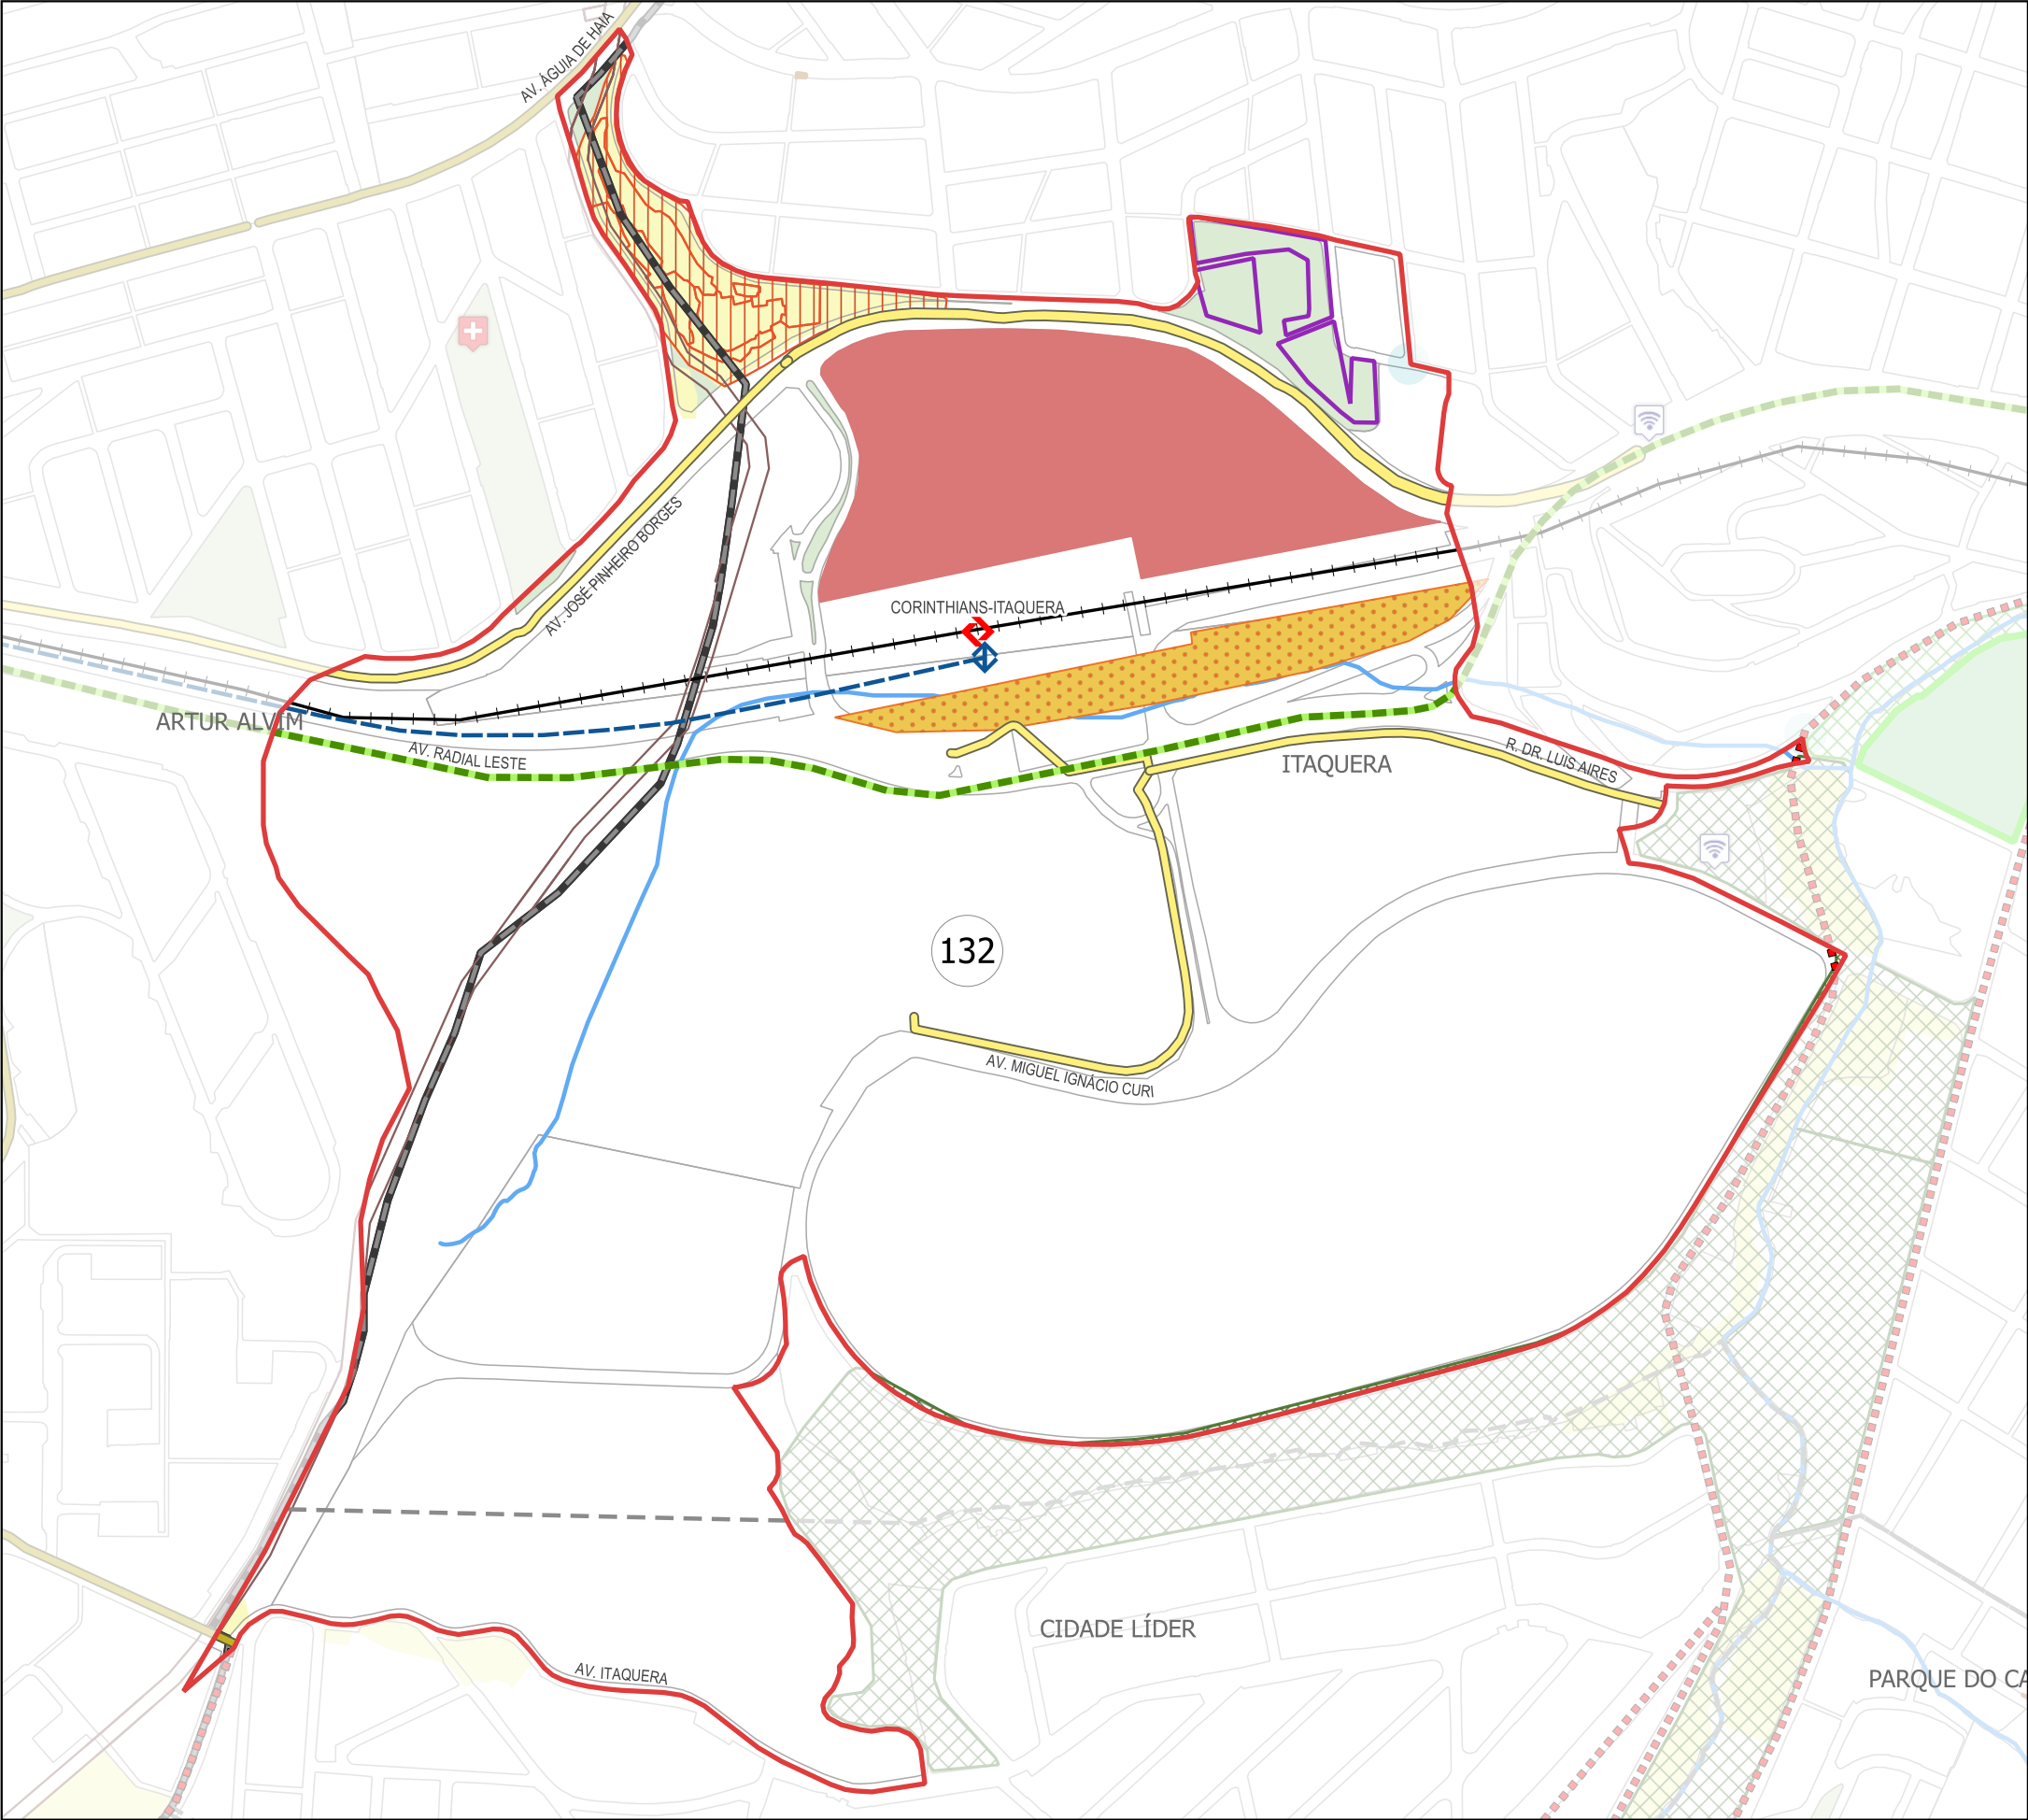 AV. ÁGUIA DE HAIA
AV. JOSÉ PINHEIRO BORGES
CORINTHIANS-ITAQUERA
ARTUR ALVIM
AV. RADIAL LESTE
ITAQUERA
R. DR. LUIS AIRES
132
AV. MIGUEL IGNÁCIO CURI
CIDADE LÍDER
AV. ITAQUERA
PARQUE DO CA